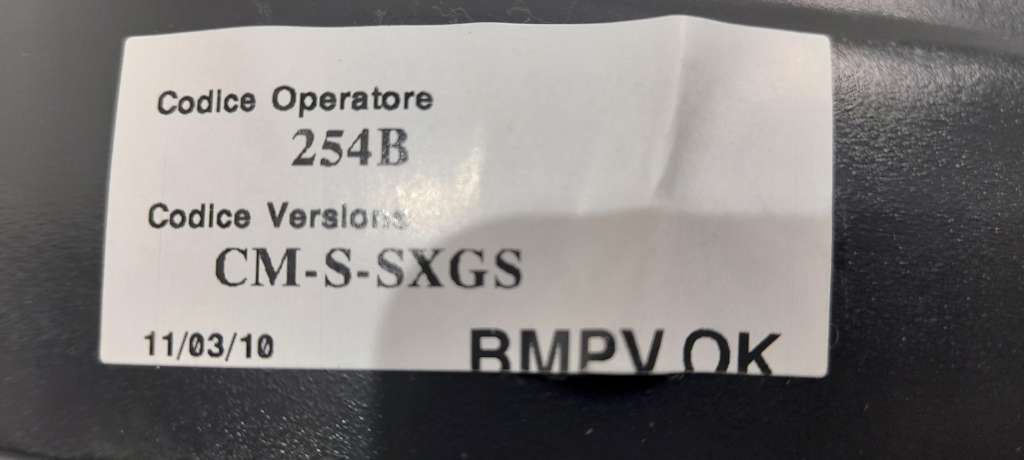 Codice Operatore
254B
Codice Versione
CM-S-SXGS
11/03/10 BMPV OK